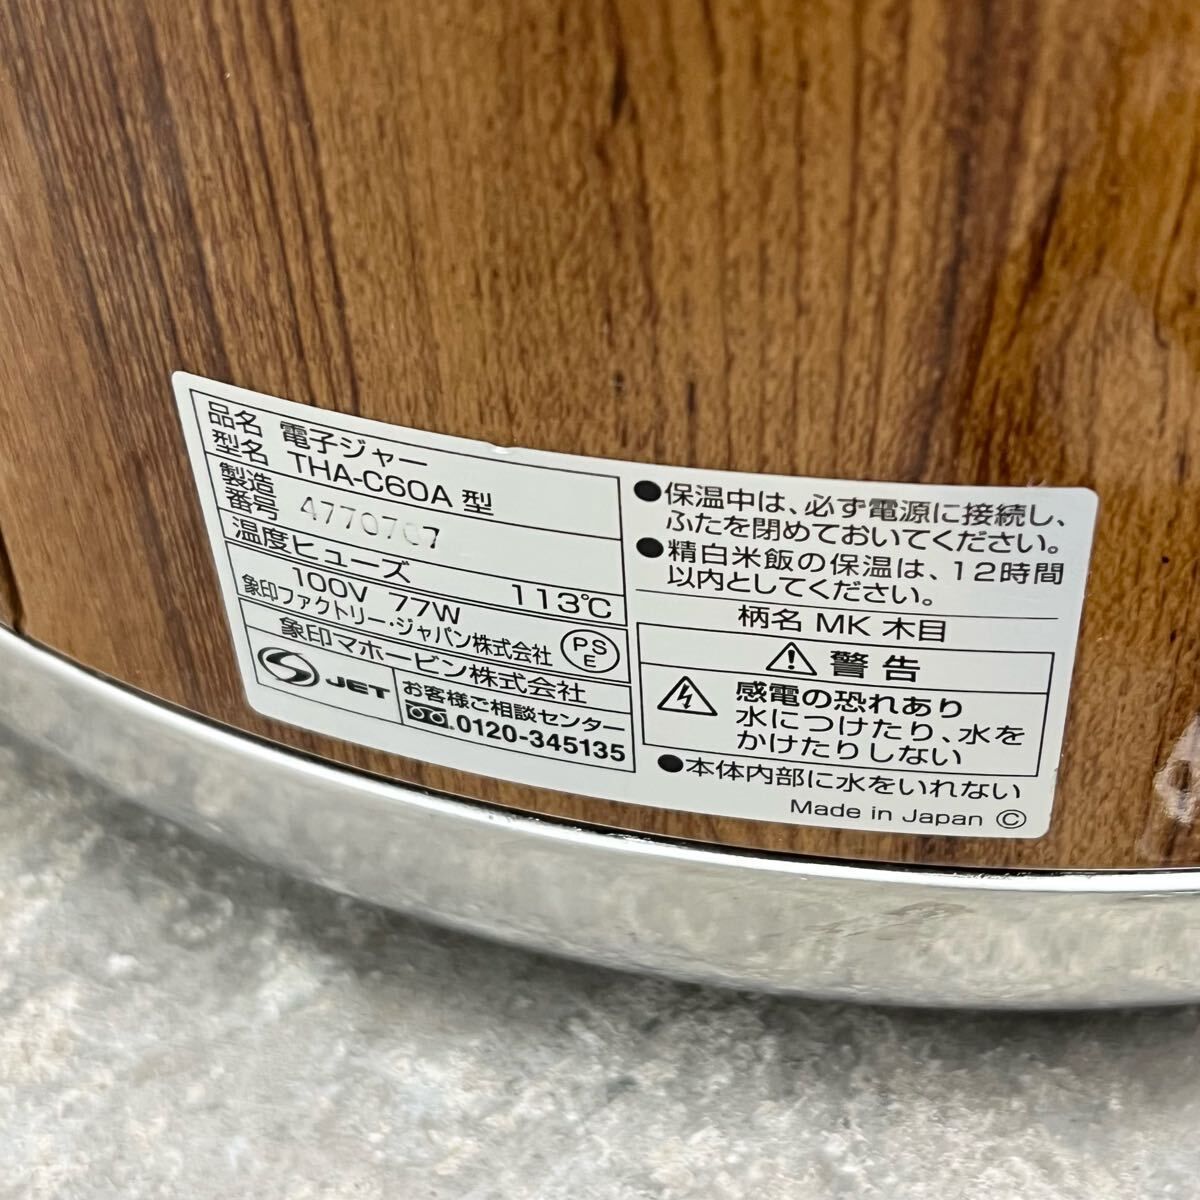 品名 電子ジャー
型名 THA-C60A 型
製造
番号
温度ヒューズ 113℃
100V 77W
象印ファクトリー・ジャパン株式会社
PS
E
象印マホービン株式会社
JET
お客様ご相談センター
0120-345135
●保温中は、必ず電源に接続し、
ふたを閉めておいてください。
●精白米飯の保温は、12時間
以内としてください。
柄名 MK 木目
警告
感電の恐れあり
水につけたり、水を
かけたりしない
●本体内部に水をいれない
Made in Japan Ⓒ